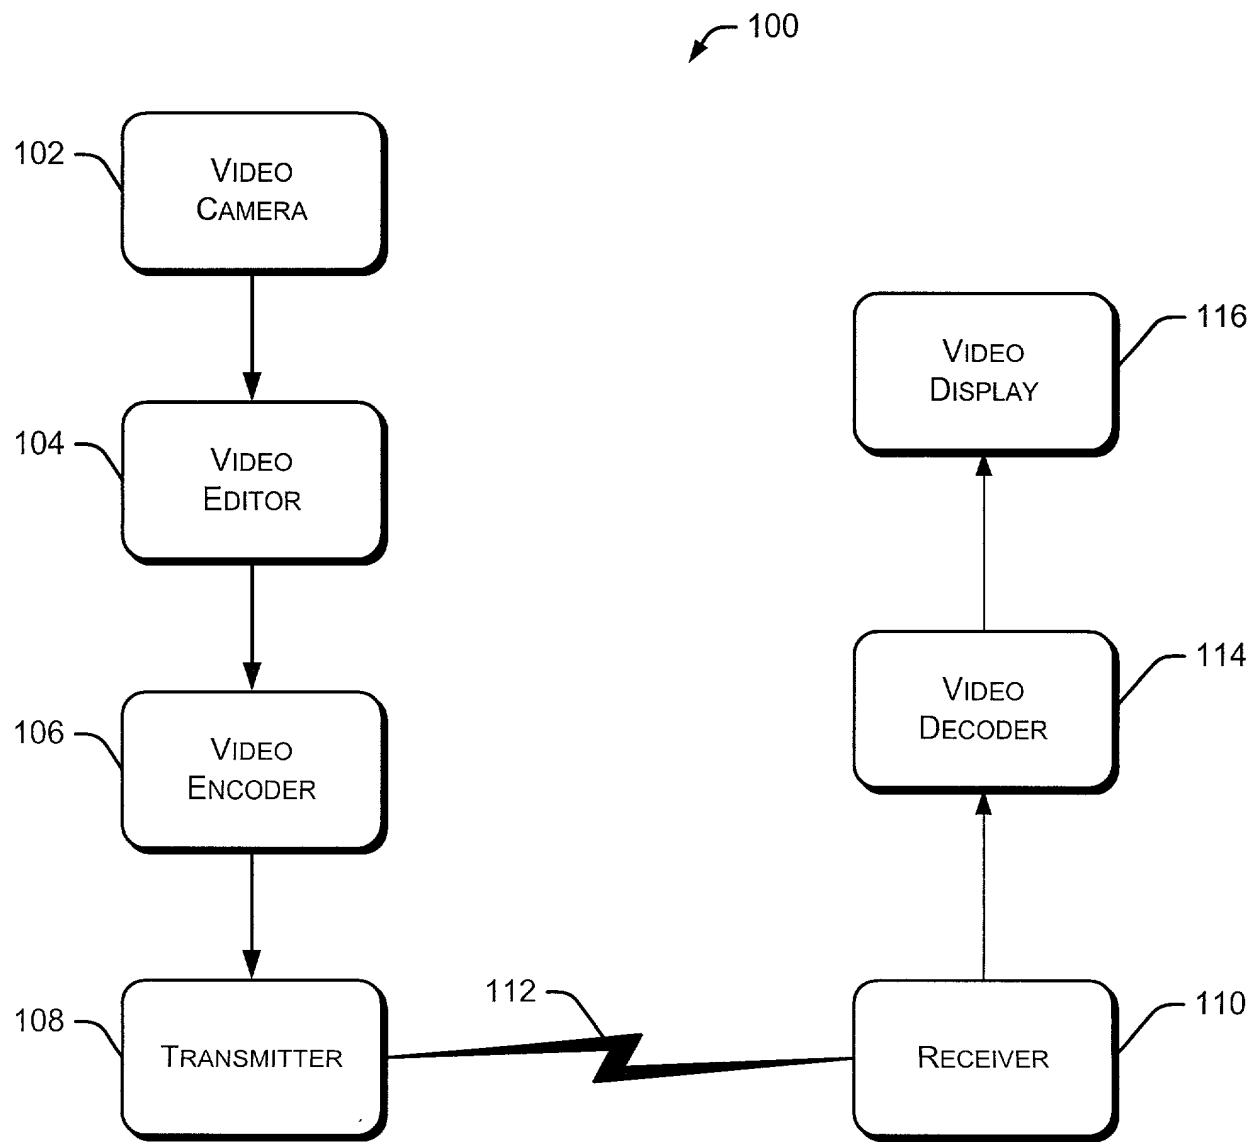 100
102
VIDEO
CAMERA
116
VIDEO
DISPLAY
104
VIDEO
EDITOR
114
VIDEO
DECODER
106
VIDEO
ENCODER
112
110
108
TRANSMITTER
RECEIVER